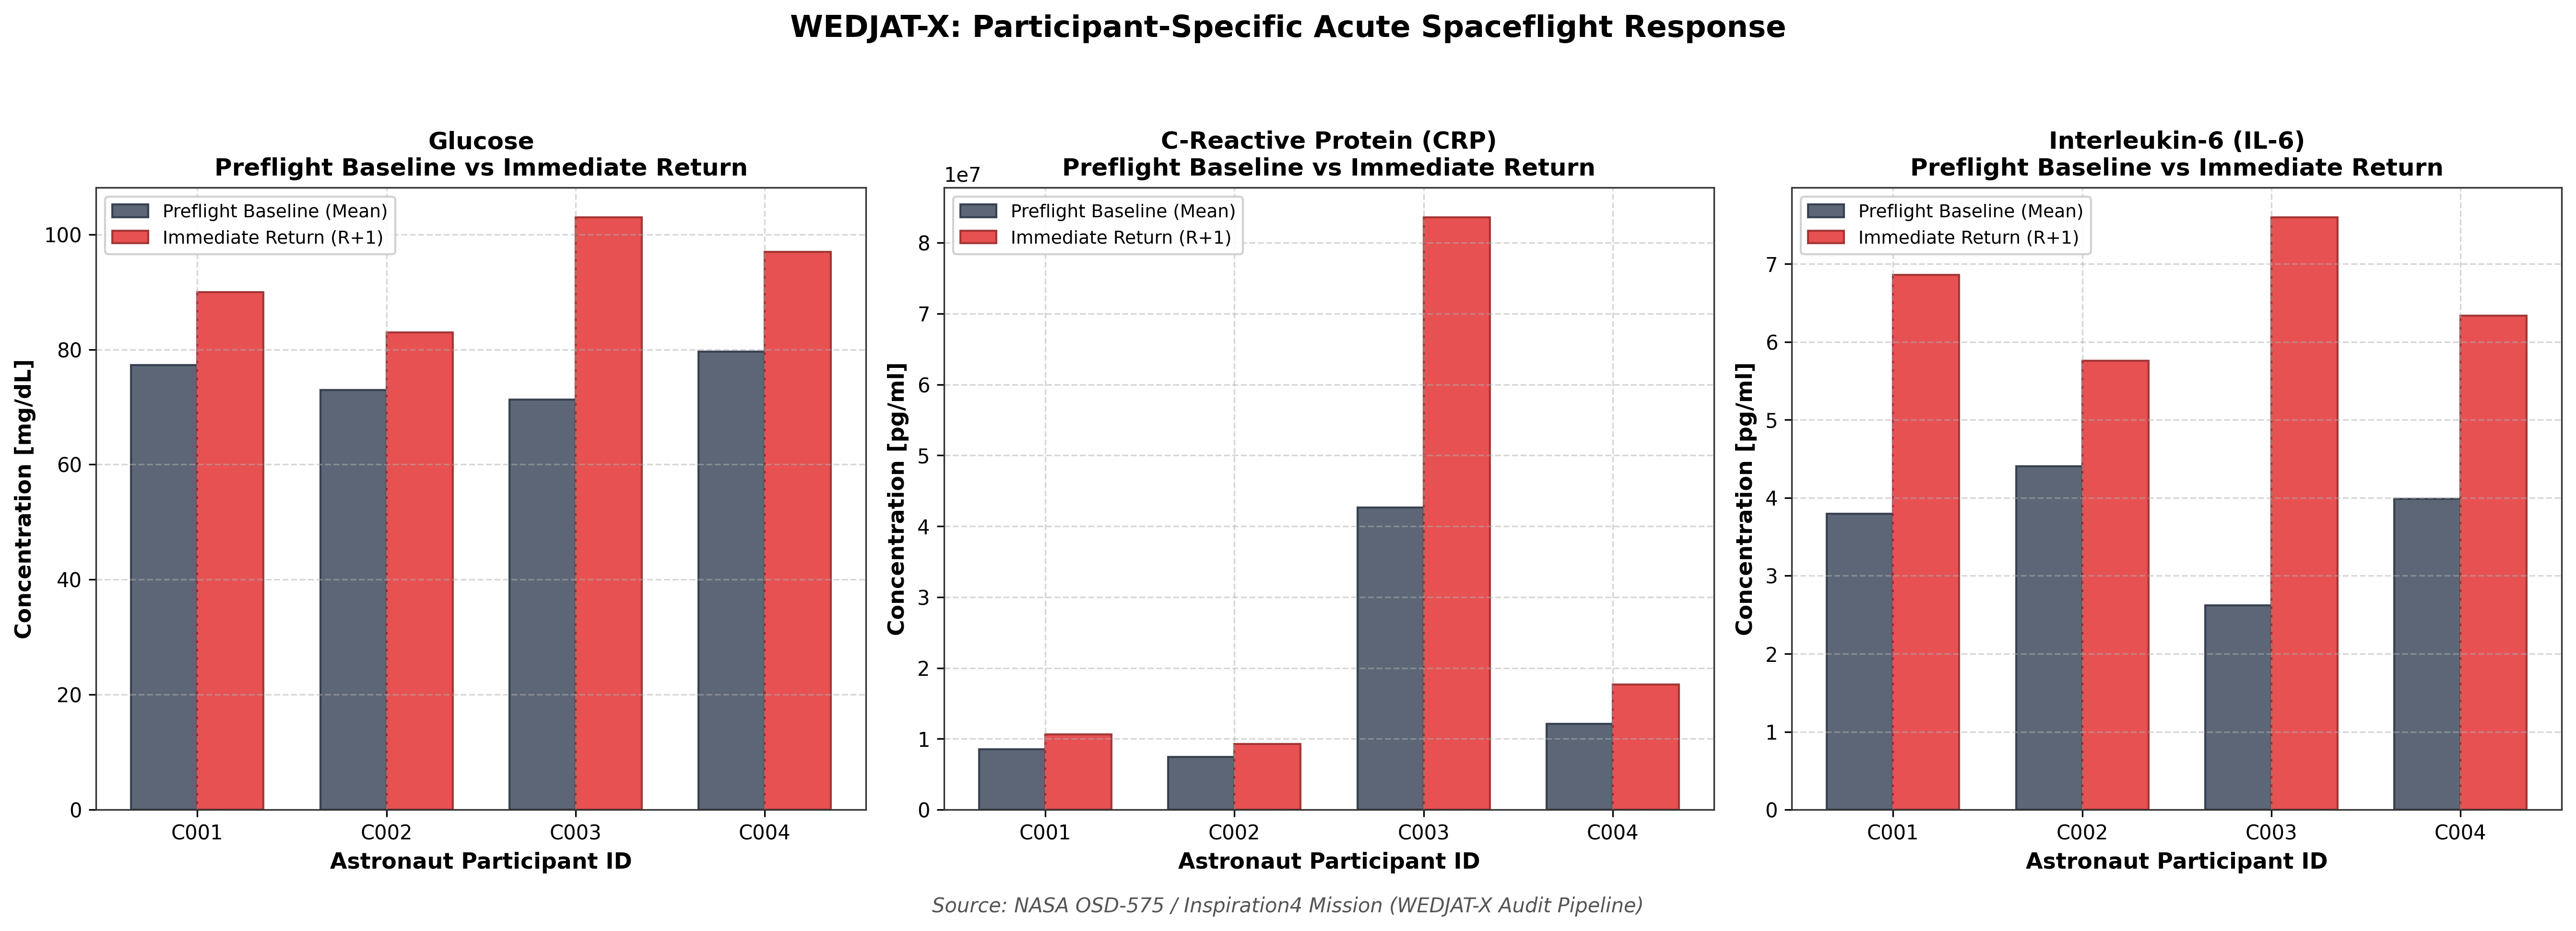 WEDJAT-X: Participant-Specific Acute Spaceflight Response
Glucose
Preflight Baseline vs Immediate Return
Preflight Baseline (Mean)
Immediate Return (R+1)
Concentration [mg/dL]
100
80
60
40
20
0
C001 C002 C003 C004
Astronaut Participant ID
C-Reactive Protein (CRP)
Preflight Baseline vs Immediate Return
1e7
Preflight Baseline (Mean)
Immediate Return (R+1)
Concentration [pg/ml]
8
7
6
5
4
3
2
1
0
C001 C002 C003 C004
Astronaut Participant ID
Interleukin-6 (IL-6)
Preflight Baseline vs Immediate Return
Preflight Baseline (Mean)
Immediate Return (R+1)
Concentration [pg/ml]
7
6
5
4
3
2
1
0
C001 C002 C003 C004
Astronaut Participant ID
Source: NASA OSD-575 / Inspiration4 Mission (WEDJAT-X Audit Pipeline)